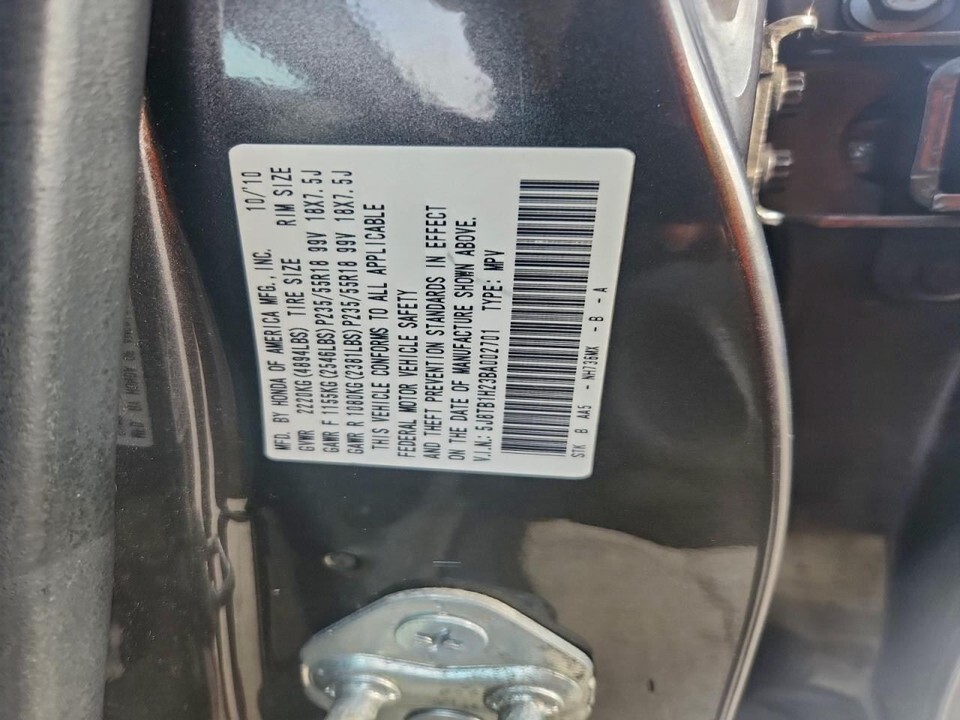 MFD. BY HONDA OF AMERICA MFG., INC. 10/'10
GVWR 2220KG(4894LBS) TIRE SIZE RIM SIZE
GAWR F 1155KG(2546LBS)P235/55R18 99V 18X7.5J
GAWR R 1080KG(2381LBS)P235/55R18 99V 18X7.5J
THIS VEHICLE CONFORMS TO ALL APPLICABLE
FEDERAL MOTOR VEHICLE SAFETY
AND THEFT PREVENTION STANDARDS IN EFFECT
ON THE DATE OF MANUFACTURE SHOWN ABOVE.
V.I.N.: 5J8TB1H23BA002701 TYPE: MPV
STK B AA5 - NH736MX - B - A